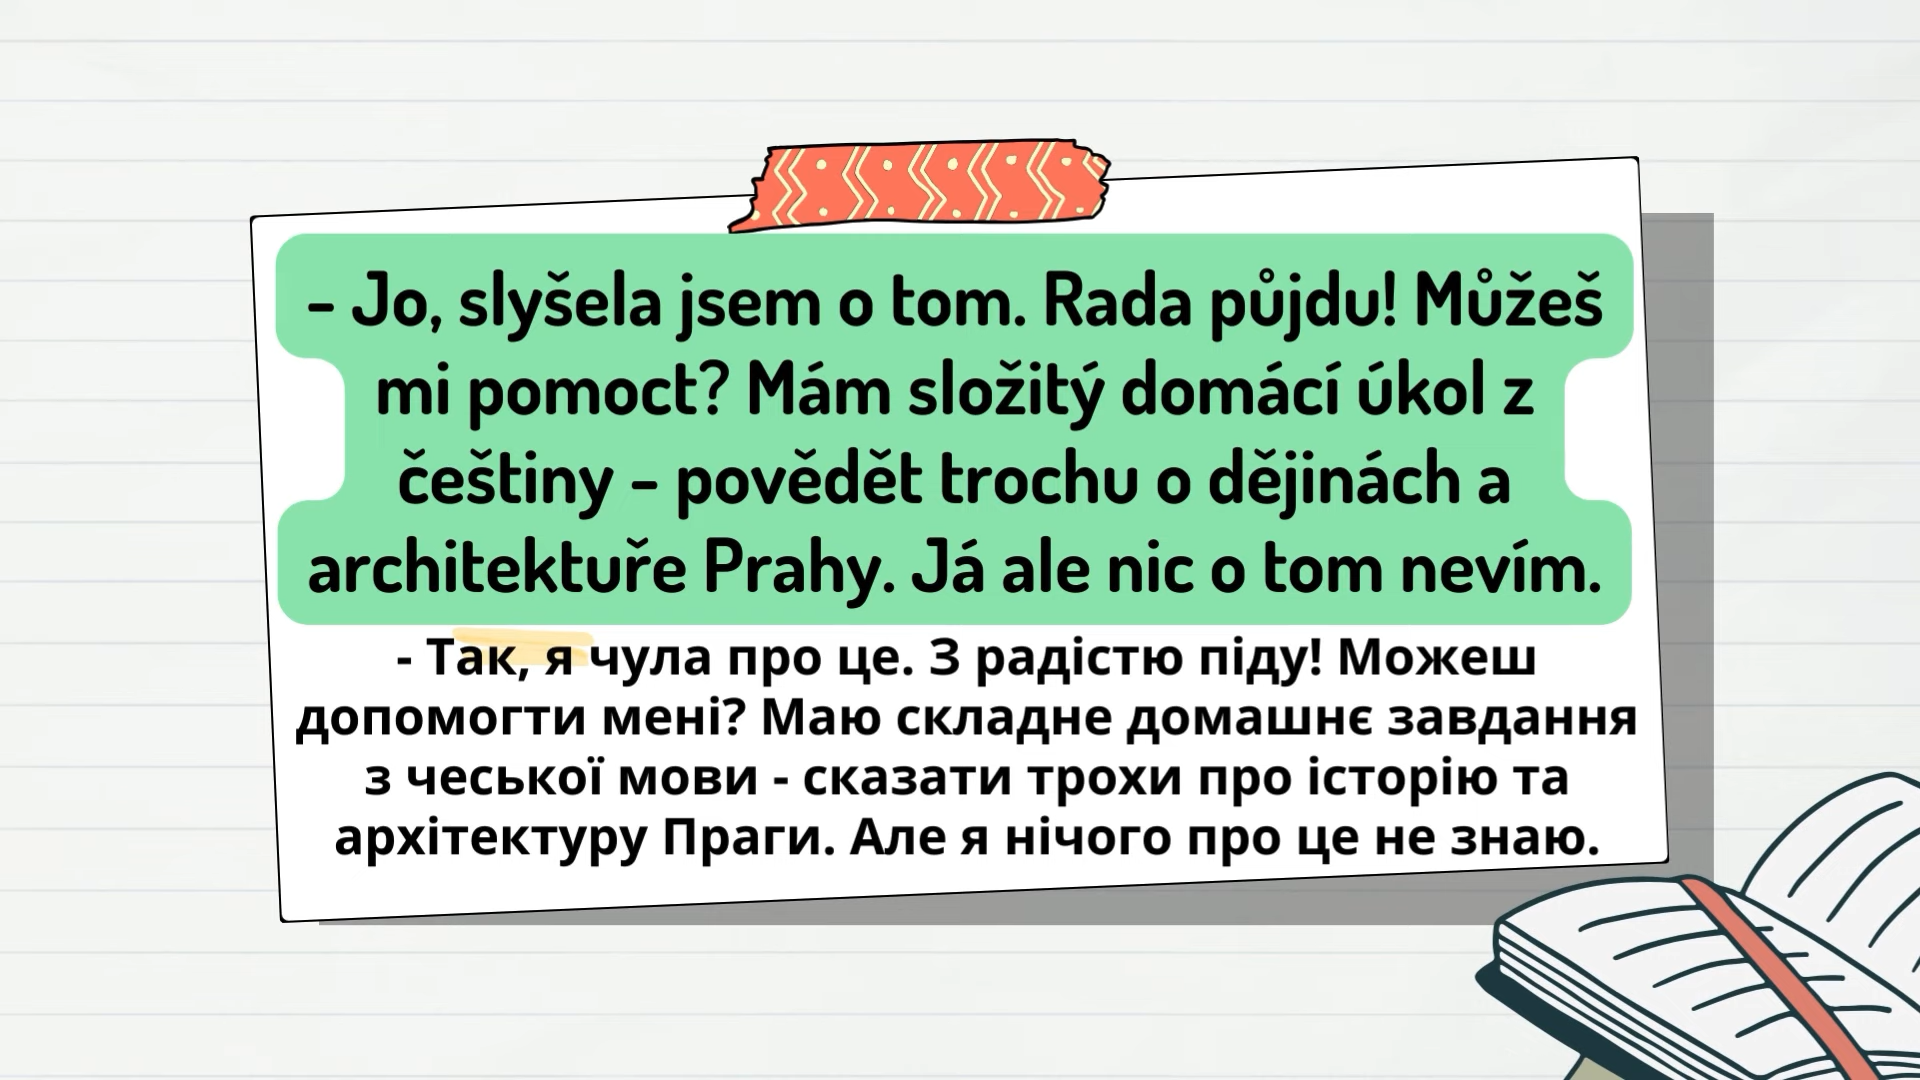 – Jo, slyšela jsem o tom. Rada půjdu! Můžeš
mi pomoct? Mám složitý domácí úkol z
češtiny – povědět trochu o dějinách a
architektuře Prahy. Já ale nic o tom nevím.
- Так, я чула про це. З радістю піду! Можеш
допомогти мені? Маю складне домашнє завдання
з чеської мови - сказати трохи про історію та
архітектуру Праги. Але я нічого про це не знаю.